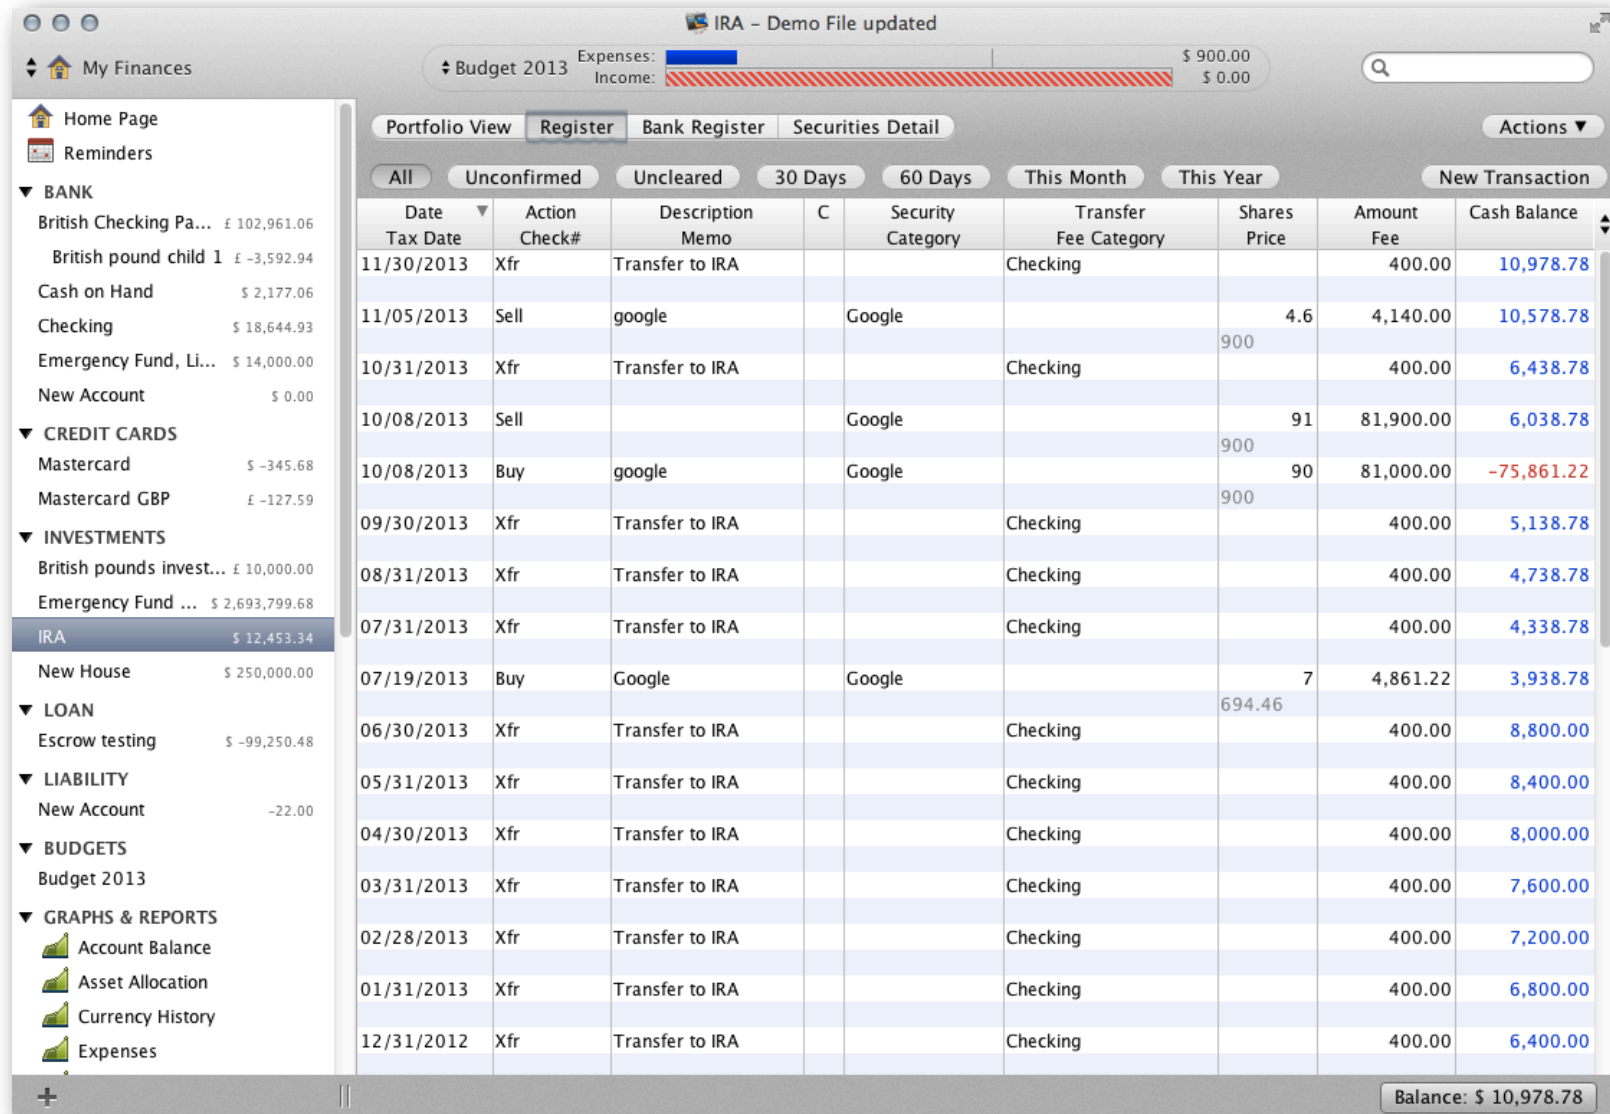 IRA – Demo File updated
My Finances
Budget 2013
Expenses: $ 900.00
Income: $ 0.00
Home Page
Reminders
BANK
British Checking Pa... £ 102,961.06
British pound child 1 £ -3,592.94
Cash on Hand $ 2,177.06
Checking $ 18,644.93
Emergency Fund, Li... $ 14,000.00
New Account $ 0.00
CREDIT CARDS
Mastercard $ -345.68
Mastercard GBP £ -127.59
INVESTMENTS
British pounds invest... £ 10,000.00
Emergency Fund ... $ 2,693,799.68
IRA $ 12,453.34
New House $ 250,000.00
LOAN
Escrow testing $ -99,250.48
LIABILITY
New Account -22.00
BUDGETS
Budget 2013
GRAPHS & REPORTS
Account Balance
Asset Allocation
Currency History
Expenses
Portfolio View Register Bank Register Securities Detail Actions ▼
All Unconfirmed Uncleared 30 Days 60 Days This Month This Year New Transaction
Date Action Description C Security Transfer Shares Amount Cash Balance
Tax Date Check# Memo Category Fee Category Price Fee
11/30/2013 Xfr Transfer to IRA Checking 400.00 10,978.78
11/05/2013 Sell google Google 4.6 4,140.00 10,578.78
900
10/31/2013 Xfr Transfer to IRA Checking 400.00 6,438.78
10/08/2013 Sell Google 91 81,900.00 6,038.78
900
10/08/2013 Buy google Google 90 81,000.00 -75,861.22
900
09/30/2013 Xfr Transfer to IRA Checking 400.00 5,138.78
08/31/2013 Xfr Transfer to IRA Checking 400.00 4,738.78
07/31/2013 Xfr Transfer to IRA Checking 400.00 4,338.78
07/19/2013 Buy Google Google 7 4,861.22 3,938.78
694.46
06/30/2013 Xfr Transfer to IRA Checking 400.00 8,800.00
05/31/2013 Xfr Transfer to IRA Checking 400.00 8,400.00
04/30/2013 Xfr Transfer to IRA Checking 400.00 8,000.00
03/31/2013 Xfr Transfer to IRA Checking 400.00 7,600.00
02/28/2013 Xfr Transfer to IRA Checking 400.00 7,200.00
01/31/2013 Xfr Transfer to IRA Checking 400.00 6,800.00
12/31/2012 Xfr Transfer to IRA Checking 400.00 6,400.00
Balance: $ 10,978.78